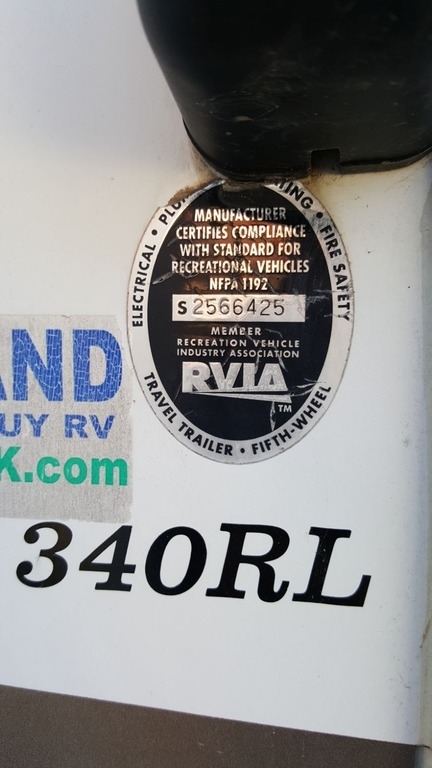 ELECTRICAL • FIRE SAFETY
MANUFACTURER
CERTIFIES COMPLIANCE
WITH STANDARD FOR
RECREATIONAL VEHICLES
NFPA 1192
S 2566425
MEMBER
RECREATION VEHICLE
INDUSTRY ASSOCIATION
RVIA
TM
TRAVEL TRAILER • FIFTH-WHEEL
AND
UY RV
K.com
340RL